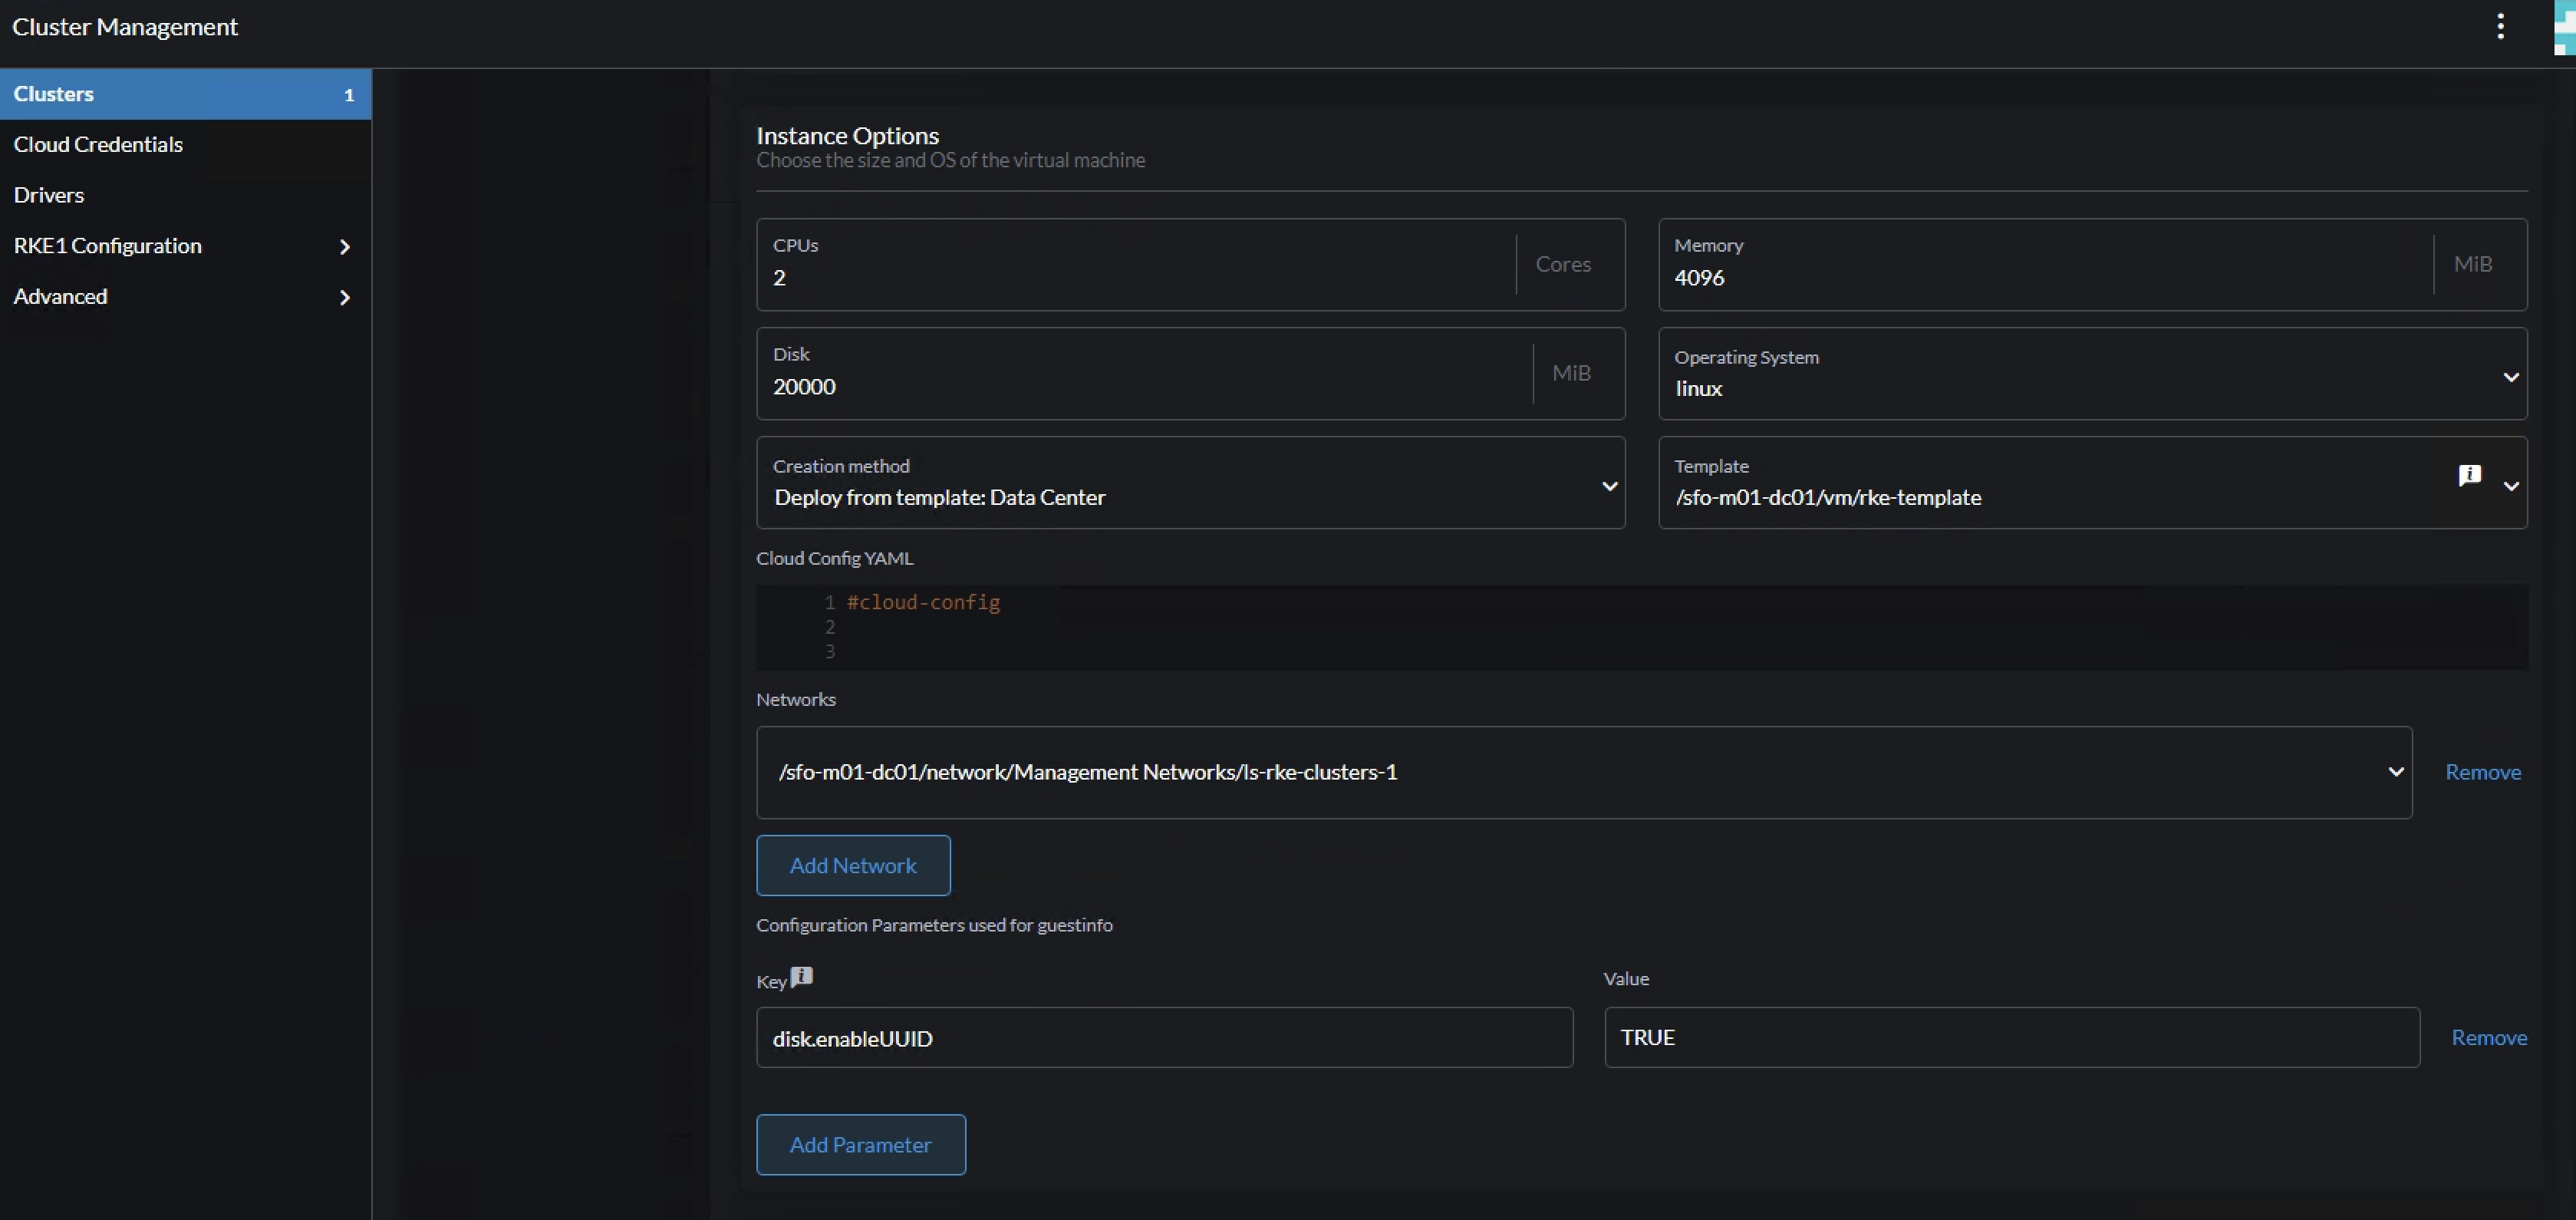 Cluster Management
Clusters 1
Cloud Credentials
Drivers
RKE1 Configuration
Advanced
Instance Options
Choose the size and OS of the virtual machine
CPUs
2
Cores
Memory
4096
MiB
Disk
20000
MiB
Operating System
linux
Creation method
Deploy from template: Data Center
Template
/sfo-m01-dc01/vm/rke-template
Cloud Config YAML
1 #cloud-config
2
3
Networks
/sfo-m01-dc01/network/Management Networks/ls-rke-clusters-1
Remove
Add Network
Configuration Parameters used for guestinfo
Key
Value
disk.enableUUID
TRUE
Remove
Add Parameter